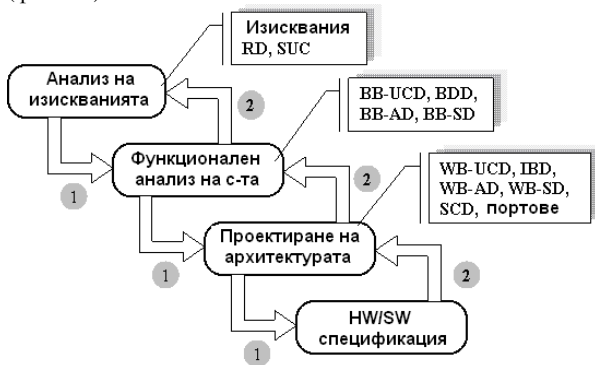 Изисквания
RD, SUC
Анализ на
изискванията
2
BB-UCD, BDD,
BB-AD, BB-SD
1
Функционален
анализ на с-та
2
WB-UCD, IBD,
WB-AD, WB-SD,
SCD, портове
1
Проектиране на
архитектурата
2
1
HW/SW
спецификация